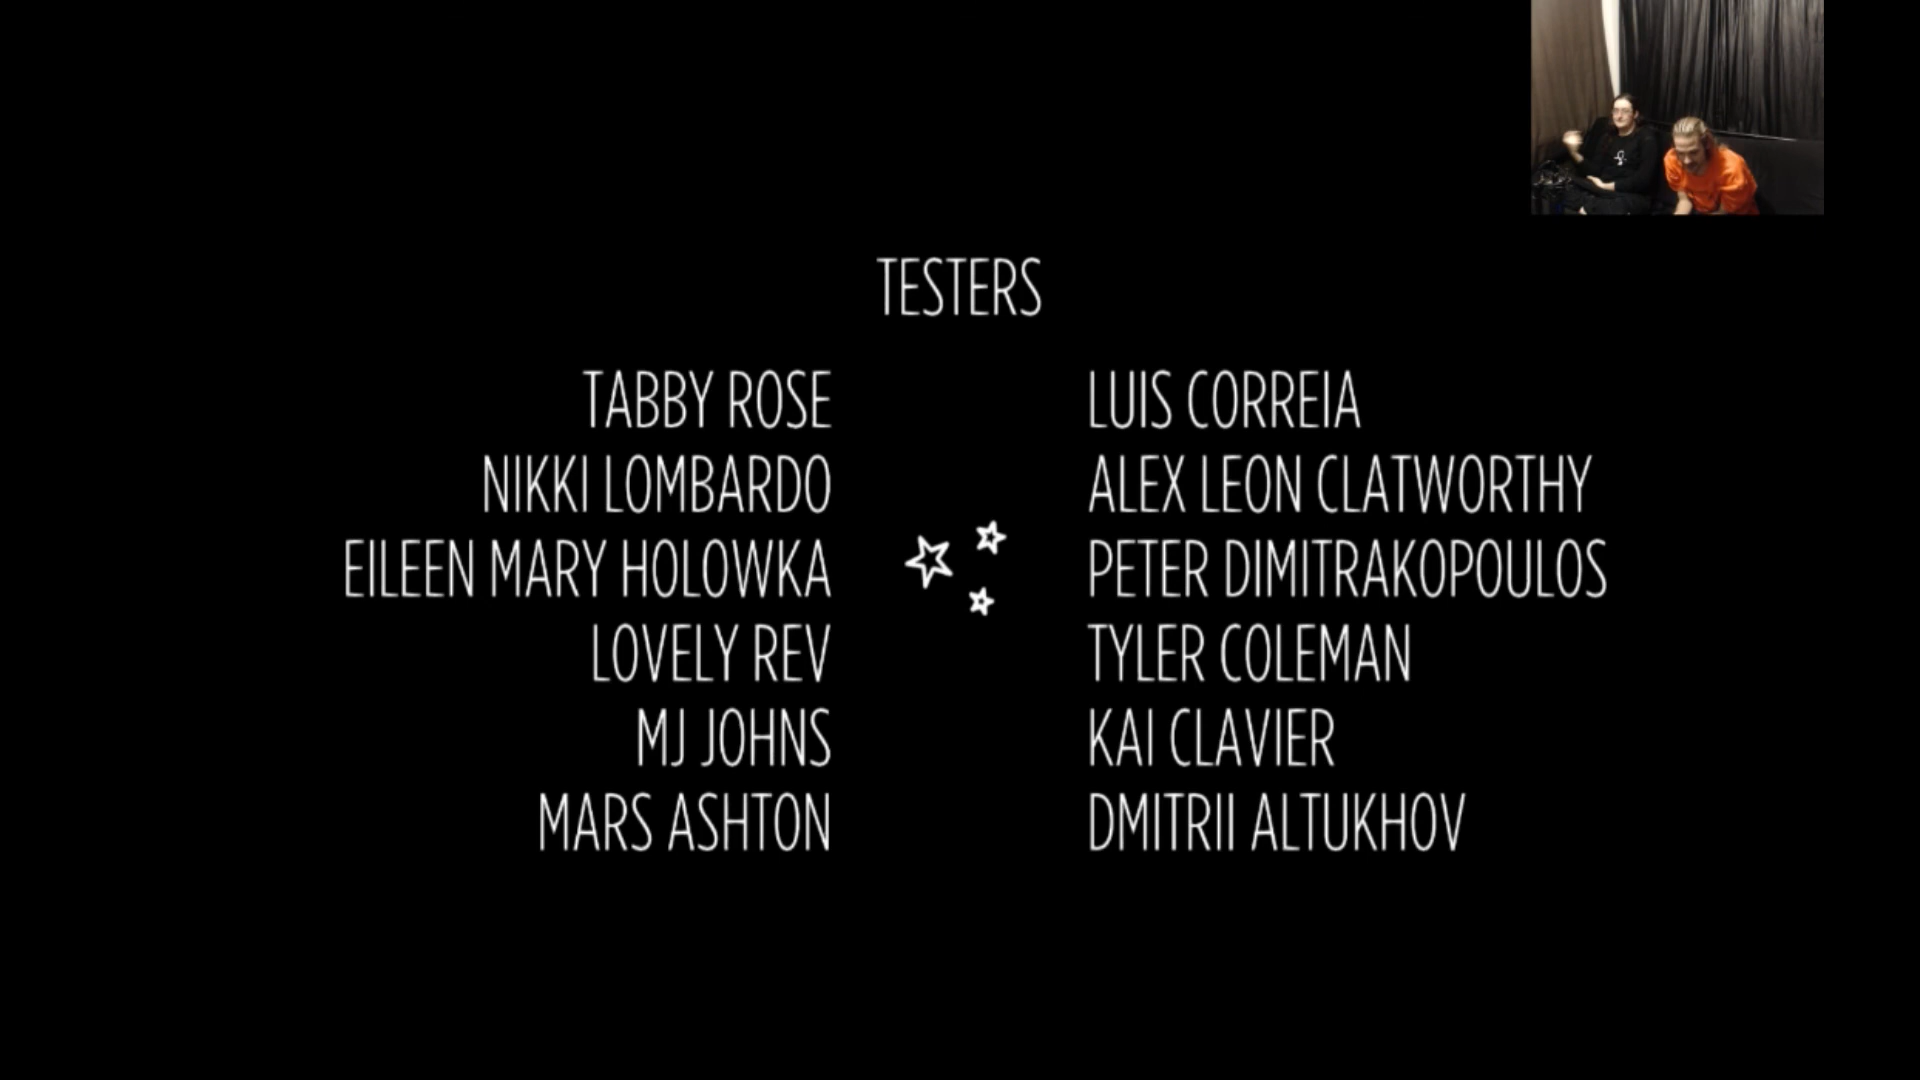 TESTERS
TABBY ROSE
NIKKI LOMBARDO
EILEEN MARY HOLOWKA
LOVELY REV
MJ JOHNS
MARS ASHTON
LUIS CORREIA
ALEX LEON CLATWORTHY
PETER DIMITRAKOPOULOS
TYLER COLEMAN
KAI CLAVIER
DMITRII ALTUKHOV